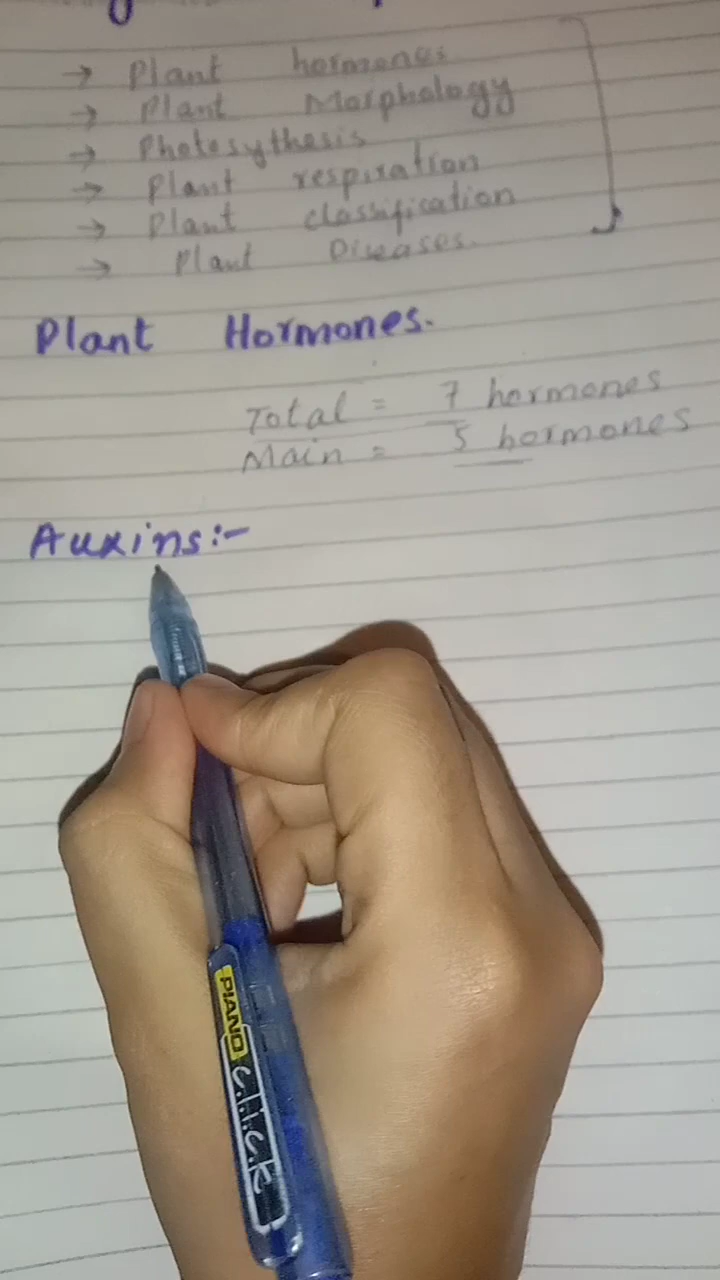 → Plant hormones
→ Plant Morphology
→ Photosythesis
→ Plant respiration
→ Plant classification
→ Plant Diseases.
Plant Hormones.
Total = 7 hormones
Main = 5 hormones
Auxins:-
PIANO
click